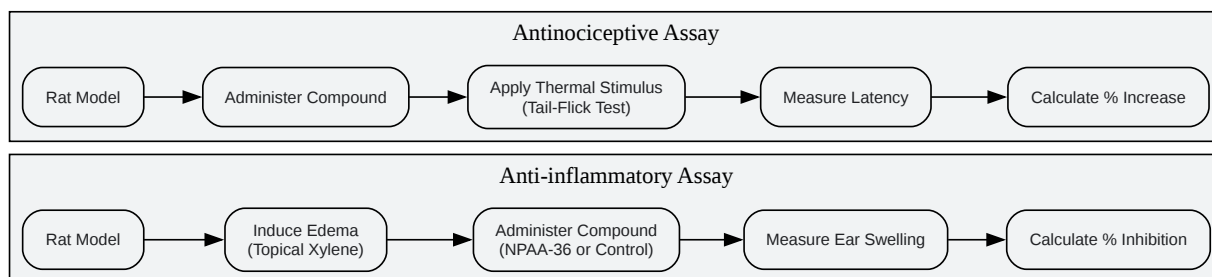 Antinociceptive Assay
Rat Model
Administer Compound
Apply Thermal Stimulus
(Tail-Flick Test)
Measure Latency
Calculate % Increase
Anti-inflammatory Assay
Rat Model
Induce Edema
(Topical Xylene)
Administer Compound
(NPAA-36 or Control)
Measure Ear Swelling
Calculate % Inhibition